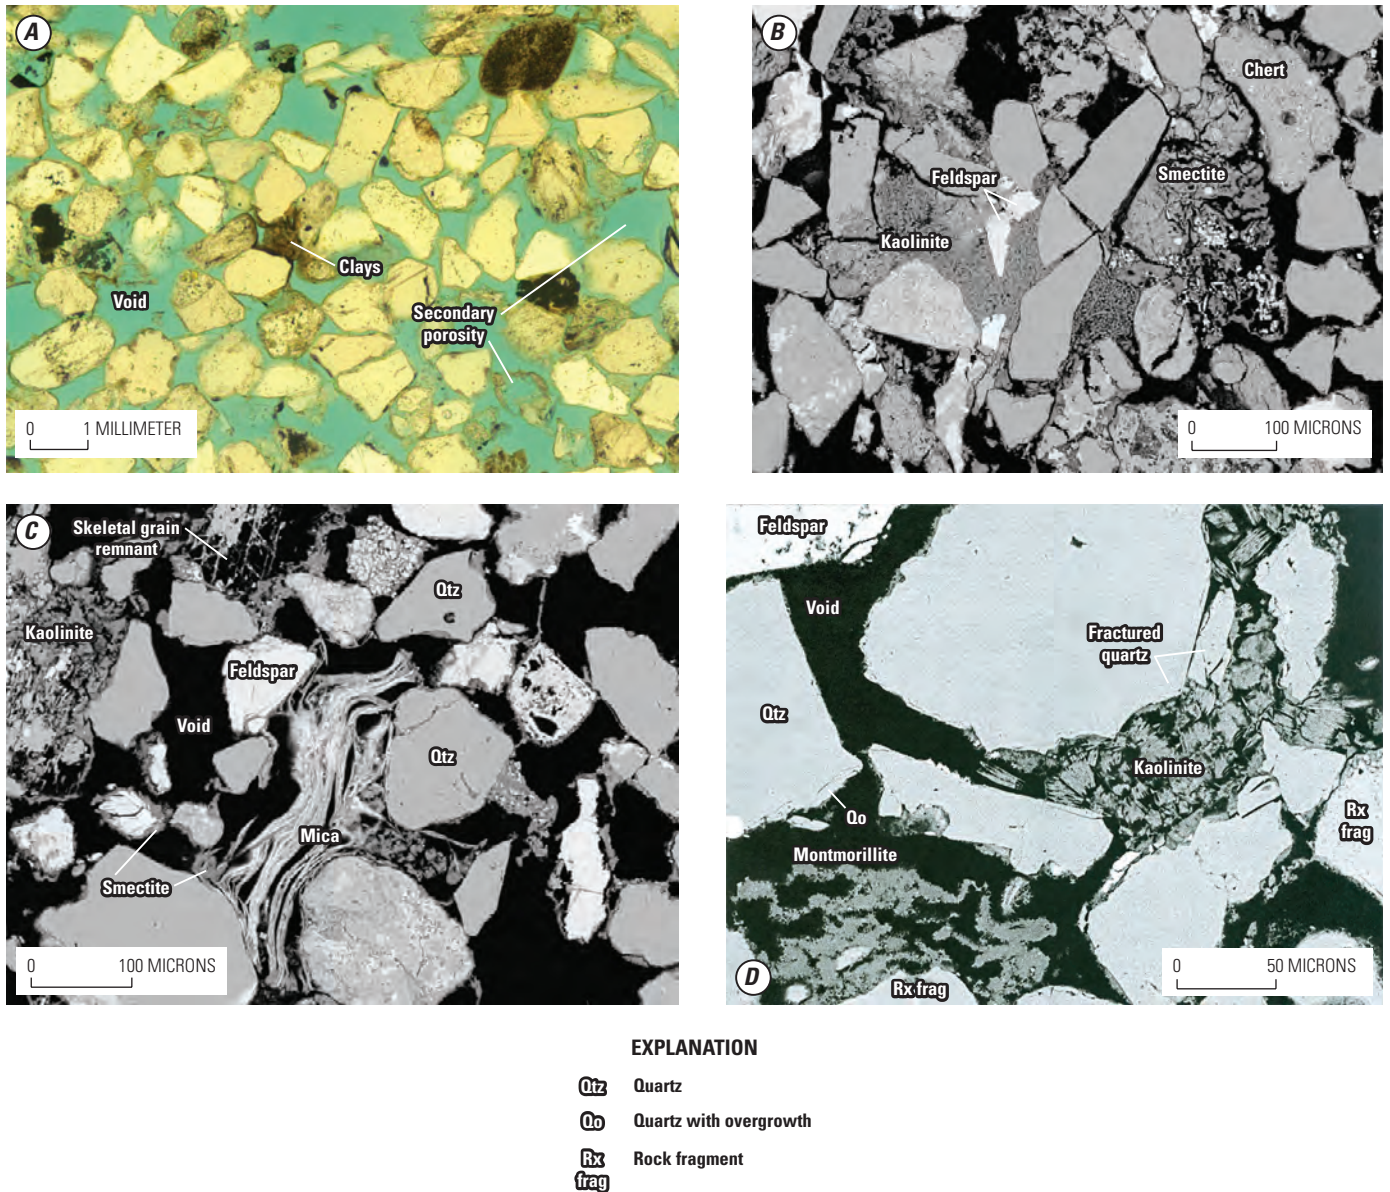 A
Clays
Void
Secondary
porosity
0 1 MILLIMETER
B
Chert
Feldspar
Smectite
Kaolinite
0 100 MICRONS
C
Skeletal grain
remnant
Qtz
Kaolinite
Feldspar
Void
Qtz
Mica
Smectite
0 100 MICRONS
Feldspar
Void
Fractured
quartz
Qtz
Kaolinite
Qo
Rx
frag
Montmorillite
D
Rx frag
0 50 MICRONS
EXPLANATION
Qtz Quartz
Qo Quartz with overgrowth
Rx Rock fragment
frag